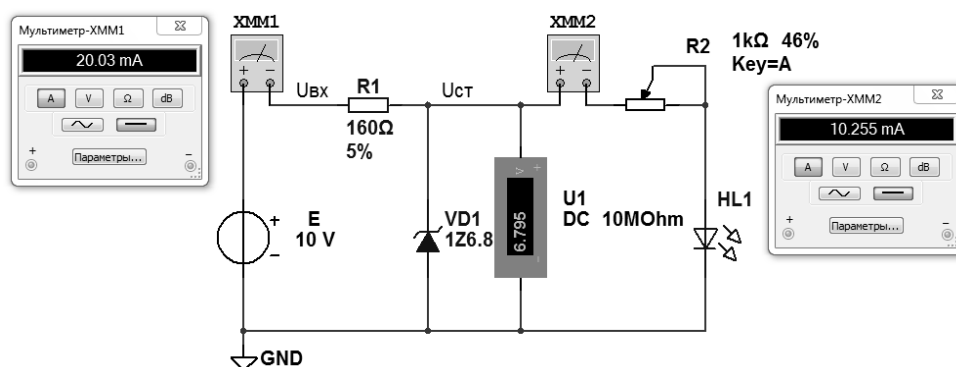 XMM1
XMM2
Мультиметр-XMM1
20.03 mA
A V Ω dB
Параметры...
+ −
+ −
+ −
Uвх
R1
160Ω
5%
Uст
R2
1kΩ 46%
Key=A
Мультиметр-XMM2
10.255 mA
A V Ω dB
Параметры...
+ −
E
10 V
+
−
VD1
1Z6.8
V +
6.795
−
U1
DC 10MOhm
HL1
GND